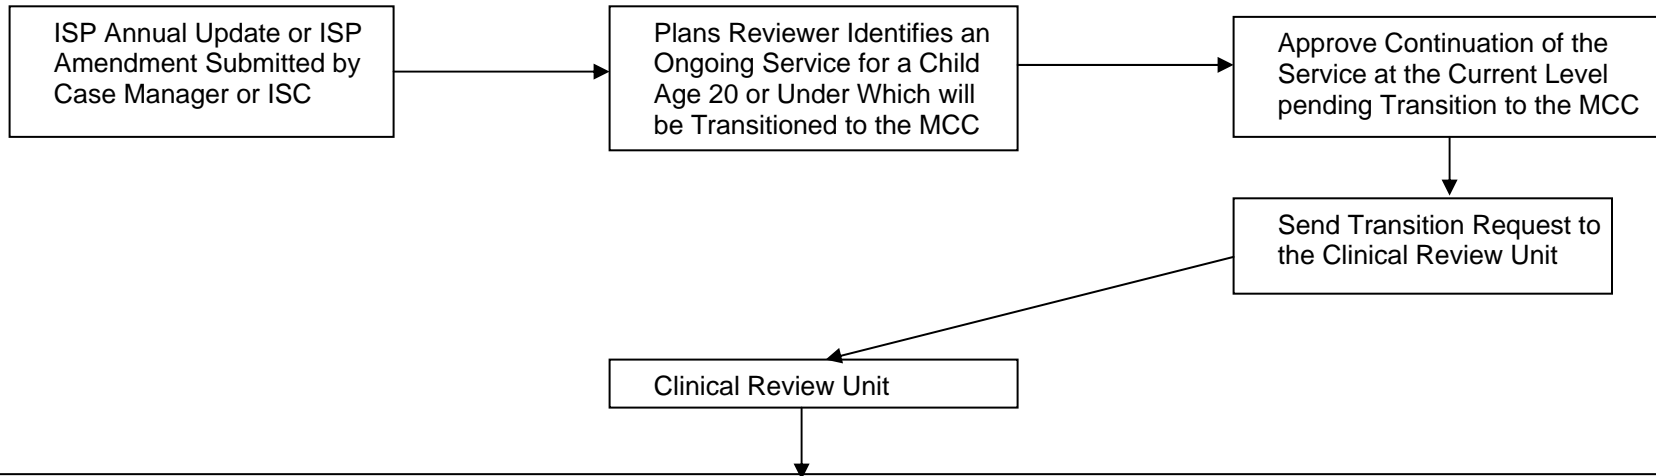 ISP Annual Update or ISP
Amendment Submitted by
Case Manager or ISC
Plans Reviewer Identifies an
Ongoing Service for a Child
Age 20 or Under Which will
be Transitioned to the MCC
Approve Continuation of the
Service at the Current Level
pending Transition to the MCC
Send Transition Request to
the Clinical Review Unit
Clinical Review Unit